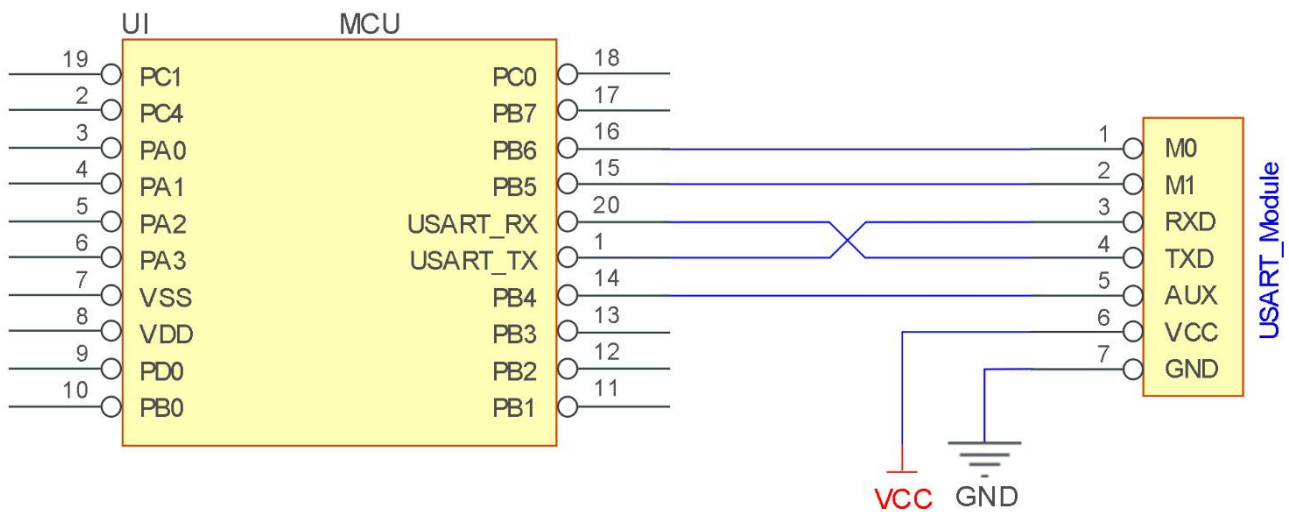 UI MCU
19 PC1 PC0 18
2 PC4 PB7 17
3 PA0 PB6 16 1 M0
4 PA1 PB5 15 2 M1
5 PA2 USART_RX 20 3 RXD
6 PA3 USART_TX 1 4 TXD
7 VSS PB4 14 5 AUX
8 VDD PB3 13 6 VCC
9 PD0 PB2 12 7 GND
10 PB0 PB1 11
USART_Module
VCC GND